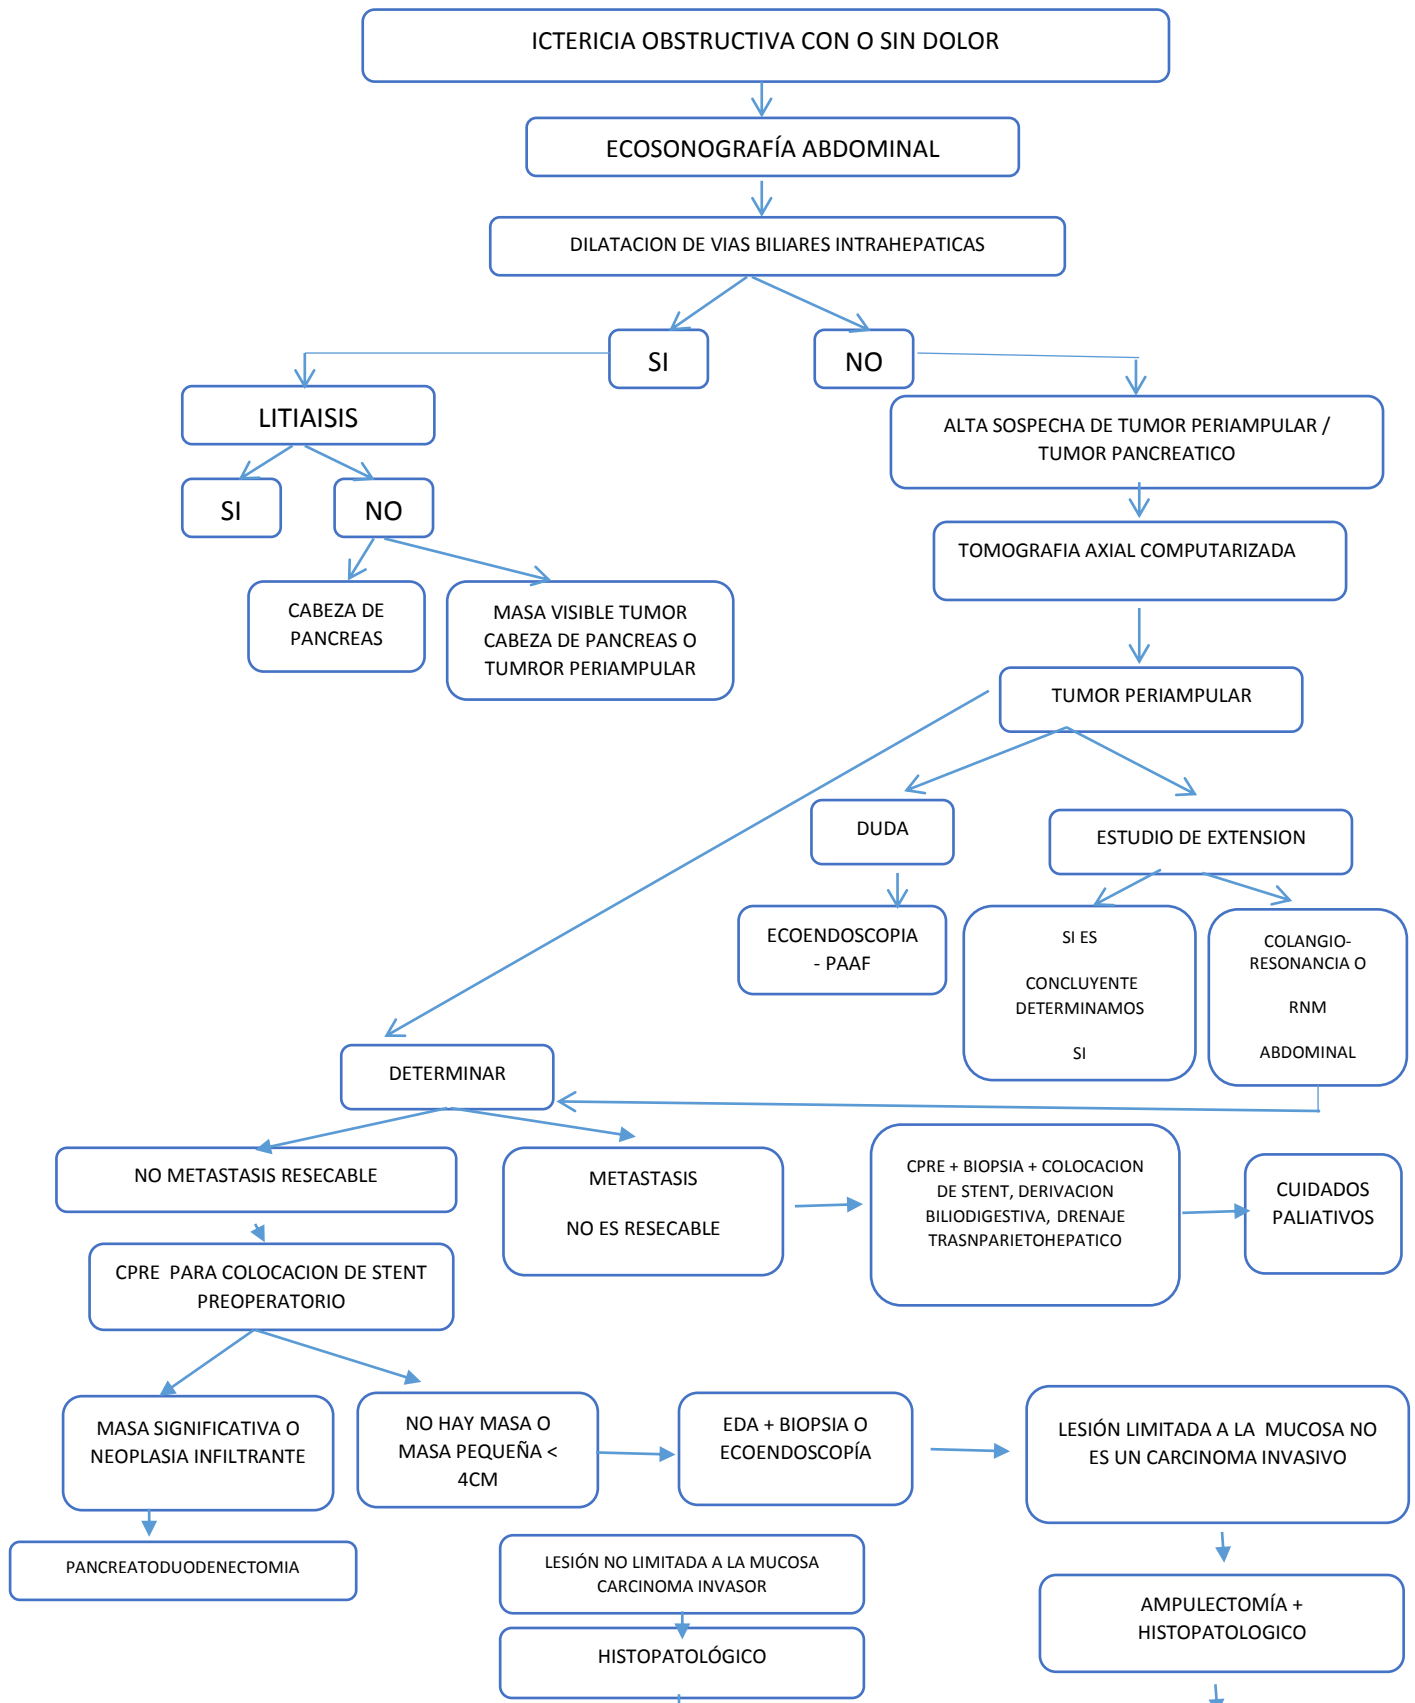 ICTERICIA OBSTRUCTIVA CON O SIN DOLOR
ECOSONOGRAFÍA ABDOMINAL
DILATACION DE VIAS BILIARES INTRAHEPATICAS
SI
NO
LITIAISIS
SI
NO
ALTA SOSPECHA DE TUMOR PERIAMPULAR /
TUMOR PANCREATICO
TOMOGRAFIA AXIAL COMPUTARIZADA
CABEZA DE
PANCREAS
MASA VISIBLE TUMOR
CABEZA DE PANCREAS O
TUMROR PERIAMPULAR
TUMOR PERIAMPULAR
DUDA
ESTUDIO DE EXTENSION
ECOENDOSCOPIA
- PAAF
SI ES
CONCLUYENTE
DETERMINAMOS
SI
COLANGIO-
RESONANCIA O
RNM
ABDOMINAL
DETERMINAR
NO METASTASIS RESECABLE
METASTASIS
NO ES RESECABLE
CPRE + BIOPSIA + COLOCACION
DE STENT, DERIVACION
BILIODIGESTIVA, DRENAJE
TRASNPARIETOHEPATICO
CUIDADOS
PALIATIVOS
CPRE  PARA COLOCACION DE STENT
PREOPERATORIO
MASA SIGNIFICATIVA O
NEOPLASIA INFILTRANTE
NO HAY MASA O
MASA PEQUEÑA <
4CM
EDA + BIOPSIA O
ECOENDOSCOPÍA
LESIÓN LIMITADA A LA  MUCOSA NO
ES UN CARCINOMA INVASIVO
PANCREATODUODENECTOMIA
LESIÓN NO LIMITADA A LA MUCOSA
CARCINOMA INVASOR
HISTOPATOLÓGICO
AMPULECTOMÍA +
HISTOPATOLOGICO